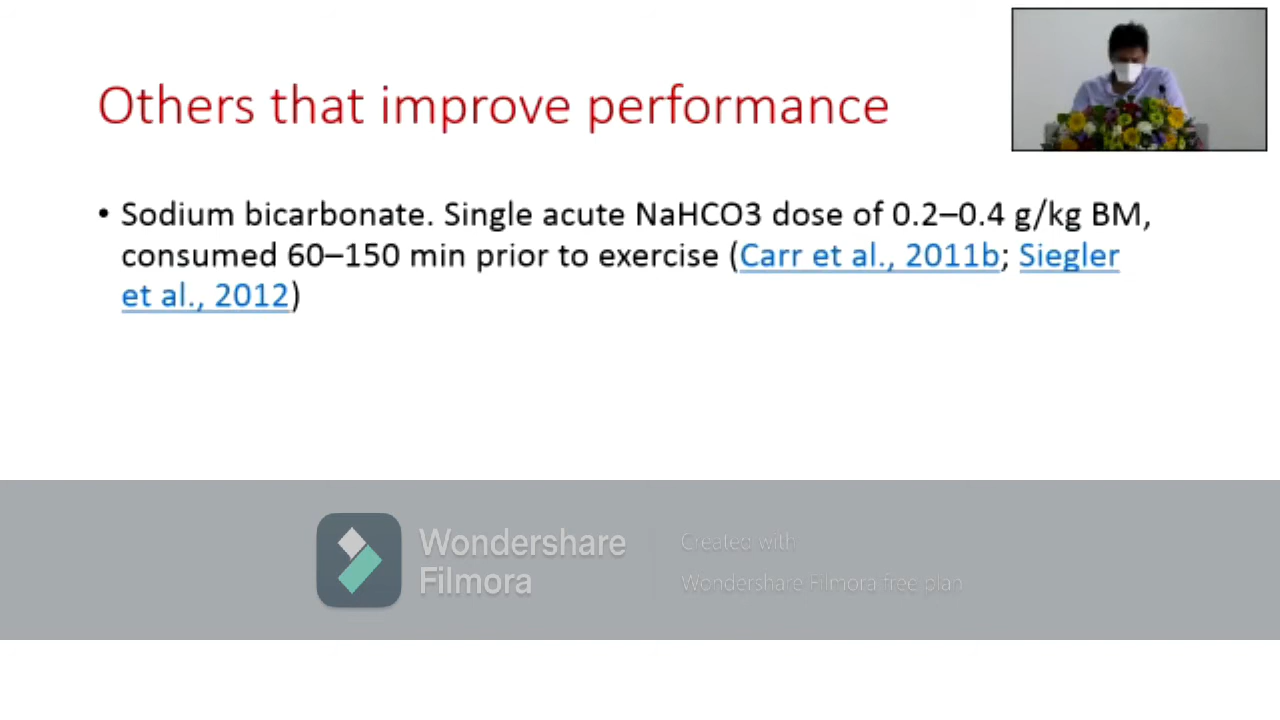 Others that improve performance
• Sodium bicarbonate. Single acute NaHCO3 dose of 0.2–0.4 g/kg BM,
consumed 60–150 min prior to exercise (Carr et al., 2011b; Siegler
et al., 2012)
Wondershare
Filmora
Created with
Wondershare Filmora free plan